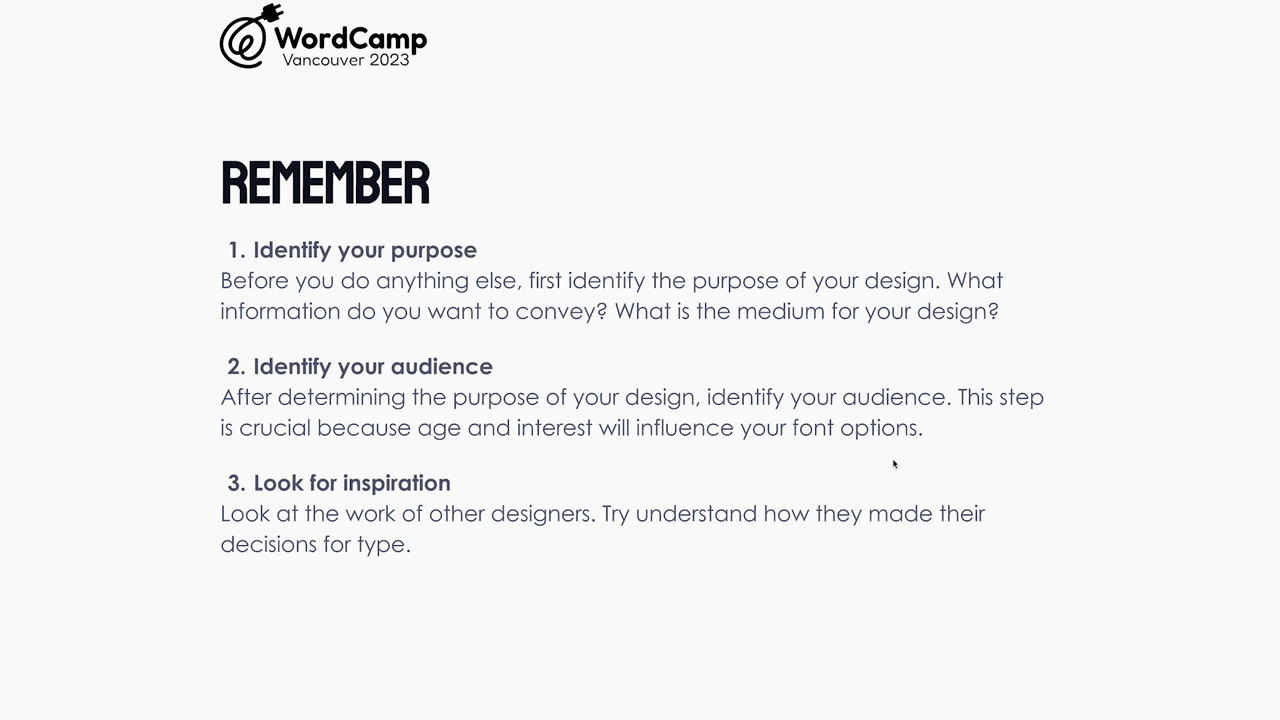 WordCamp
Vancouver 2023
REMEMBER
1. Identify your purpose
Before you do anything else, first identify the purpose of your design. What
information do you want to convey? What is the medium for your design?
2. Identify your audience
After determining the purpose of your design, identify your audience. This step
is crucial because age and interest will influence your font options.
3. Look for inspiration
Look at the work of other designers. Try understand how they made their
decisions for type.